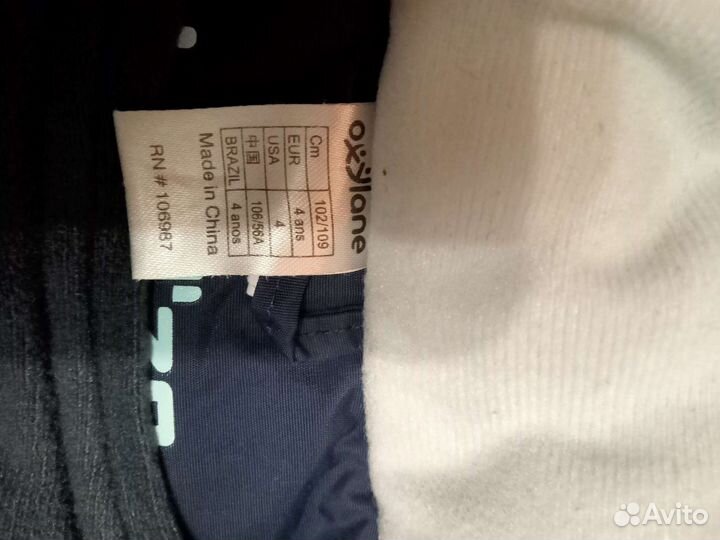 oxylane
Cm 102/109
EUR 4 ans
USA 4
中国 106/56A
BRAZIL 4 anos
Made in China
RN # 106987
Avito